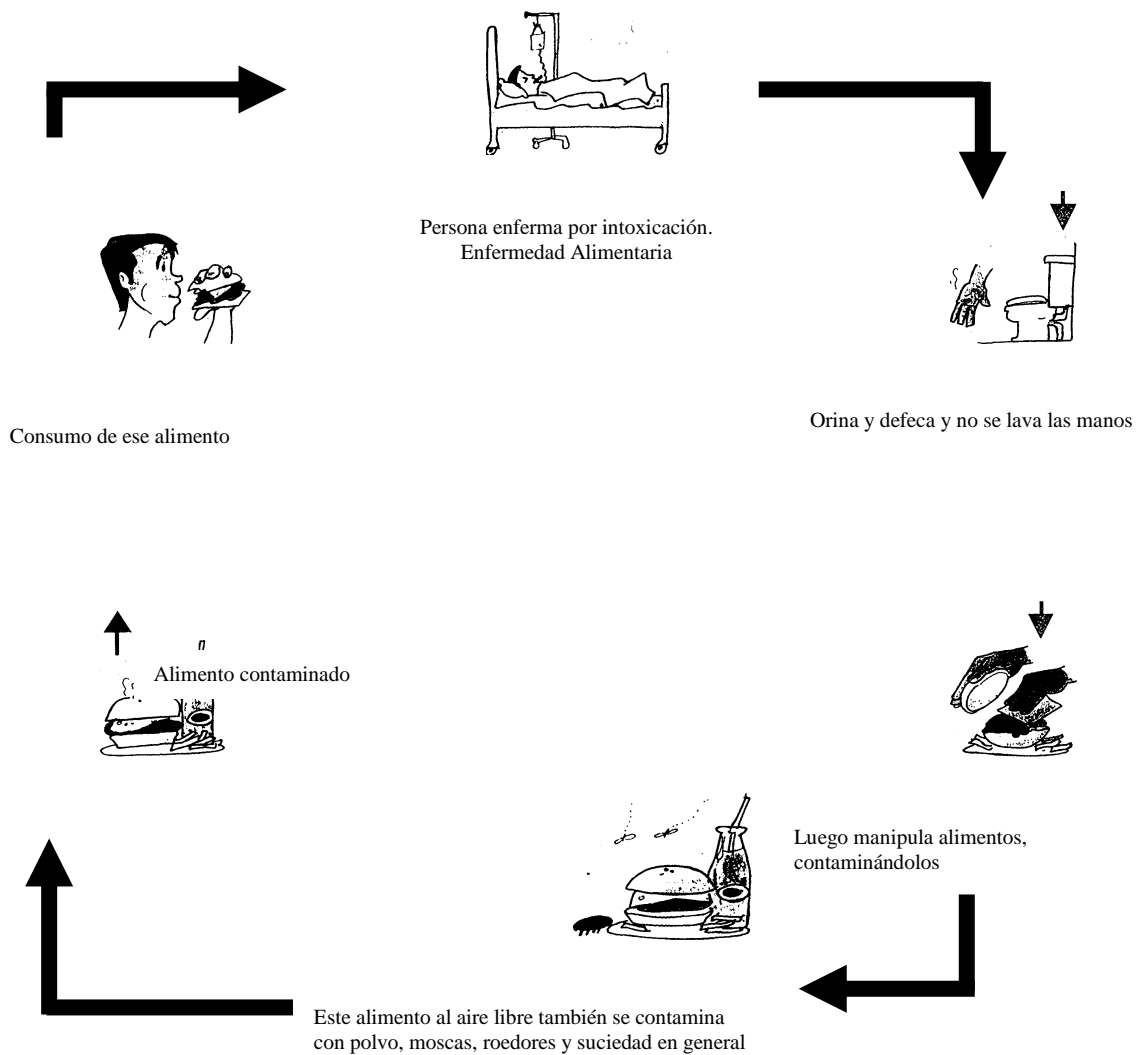 Persona enferma por intoxicación.
Enfermedad Alimentaria
Orina y defeca y no se lava las manos
Luego manipula alimentos,
contaminándolos
Este alimento al aire libre también se contamina
con polvo, moscas, roedores y suciedad en general
n
Alimento contaminado
Consumo de ese alimento